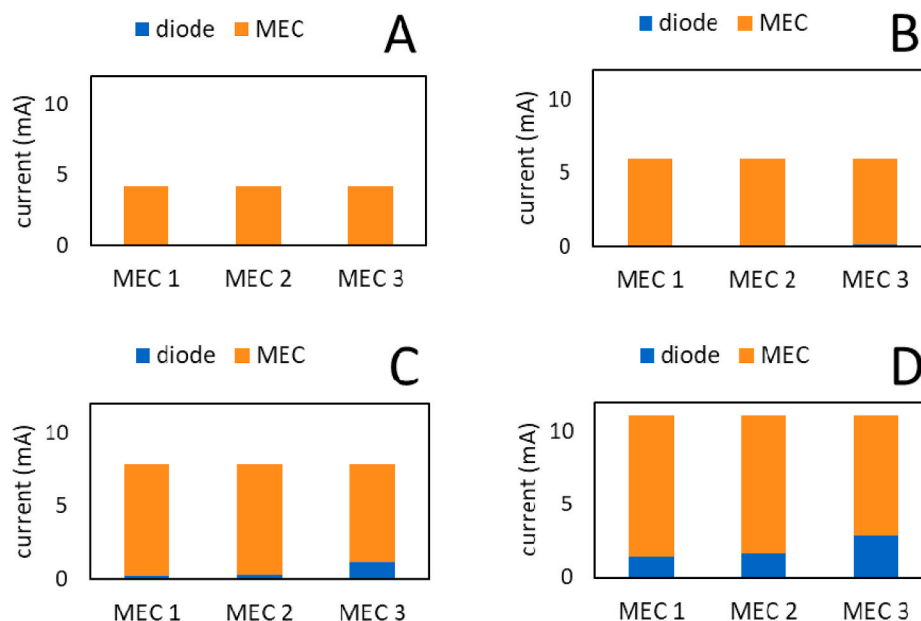 diode MEC A
current (mA)
10
5
0
MEC 1 MEC 2 MEC 3
diode MEC B
current (mA)
10
5
0
MEC 1 MEC 2 MEC 3
diode MEC C
current (mA)
10
5
0
MEC 1 MEC 2 MEC 3
diode MEC D
current (mA)
10
5
0
MEC 1 MEC 2 MEC 3